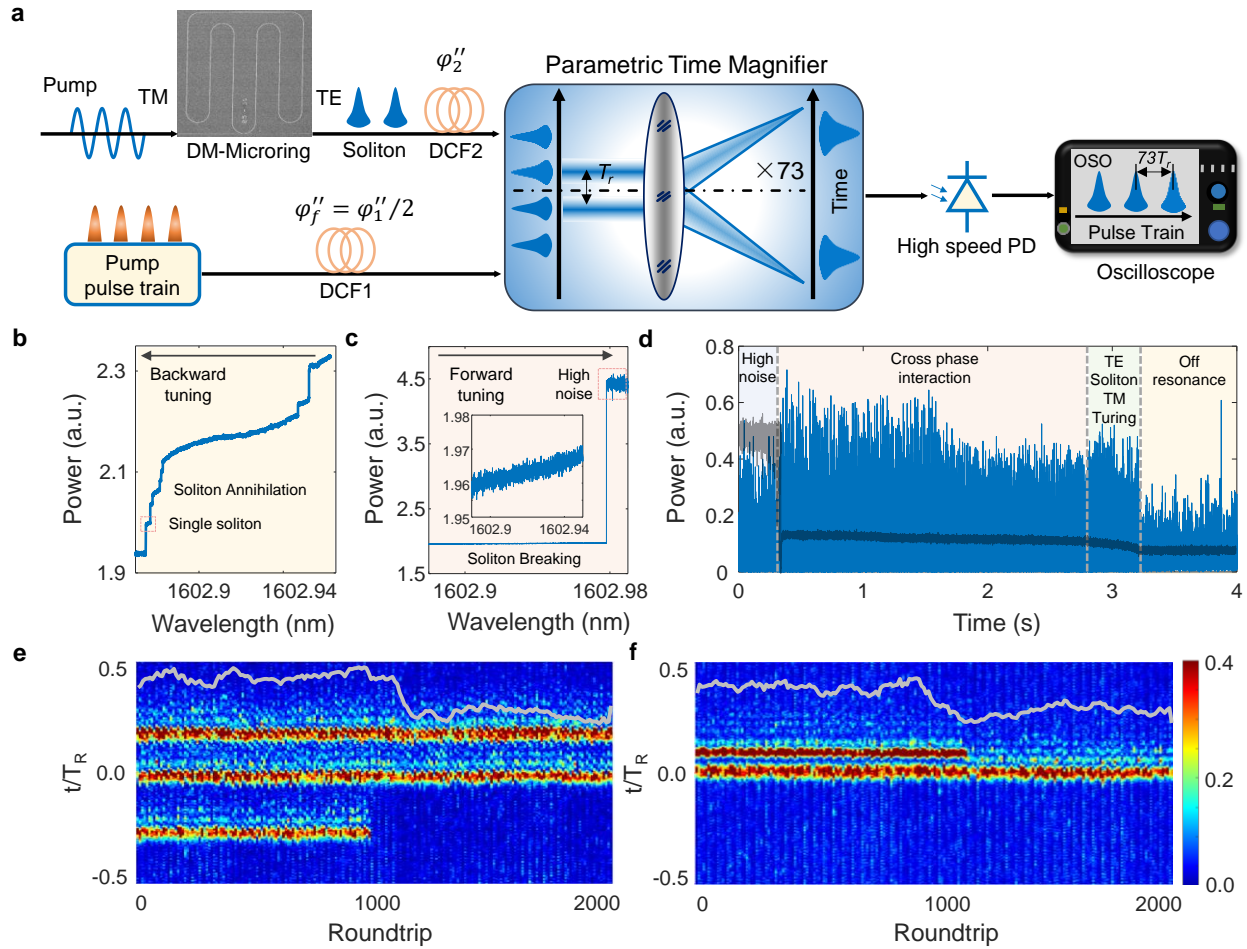 a
Pump
TM
DM-Microring
TE
Soliton
φ₂′′
DCF2
Parametric Time Magnifier
Tᵣ
×73
Time
High speed PD
OSO
73Tᵣ
Pulse Train
Oscilloscope
Pump
pulse train
φ_f′′ = φ₁′′/2
DCF1
b
Backward
tuning
Soliton Annihilation
Single soliton
2.3
2.1
1.9
1602.9
1602.94
Power (a.u.)
Wavelength (nm)
c
Forward
tuning
High
noise
1.98
1.97
1.96
1.95
1602.9
1602.94
Soliton Breaking
4.5
3.5
2.5
1.5
1602.9
1602.98
Power (a.u.)
Wavelength (nm)
d
High
noise
Cross phase
interaction
TE
Soliton
TM
Turing
Off
resonance
0.8
0.6
0.4
0.2
0
0
1
2
3
4
Power (a.u.)
Time (s)
e
0.5
0.0
-0.5
t/T_R
0
1000
2000
Roundtrip
f
0.5
0.0
-0.5
t/T_R
0
1000
2000
Roundtrip
0.4
0.2
0.0